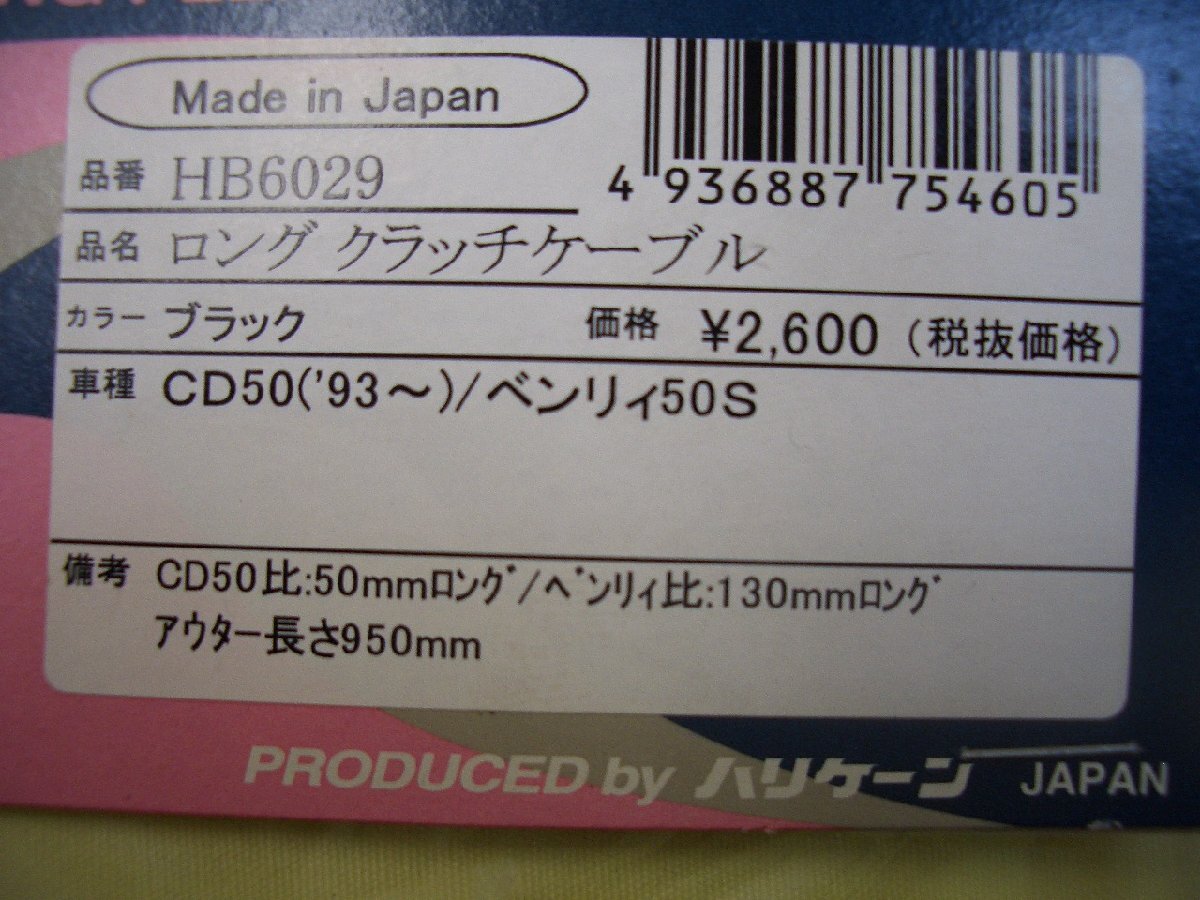 Made in Japan
品番 HB6029
4 936887 754605
品名 ロング クラッチケーブル
カラー ブラック 価格 ¥2,600 (税抜価格)
車種 CD50('93～)/ベンリィ50S
備考 CD50比:50mmロング/ベンリィ比:130mmロング
アウター長さ950mm
PRODUCED by ハリケーン JAPAN